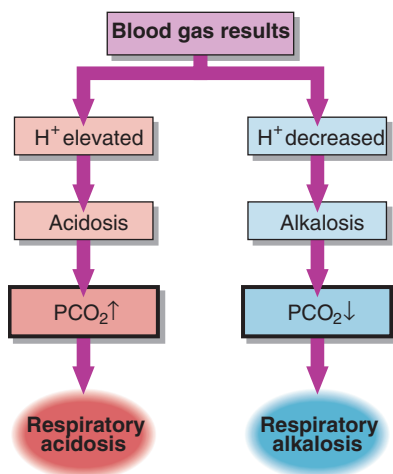 Blood gas results
H⁺ elevated
H⁺ decreased
Acidosis
Alkalosis
PCO₂↑
PCO₂↓
Respiratory
acidosis
Respiratory
alkalosis